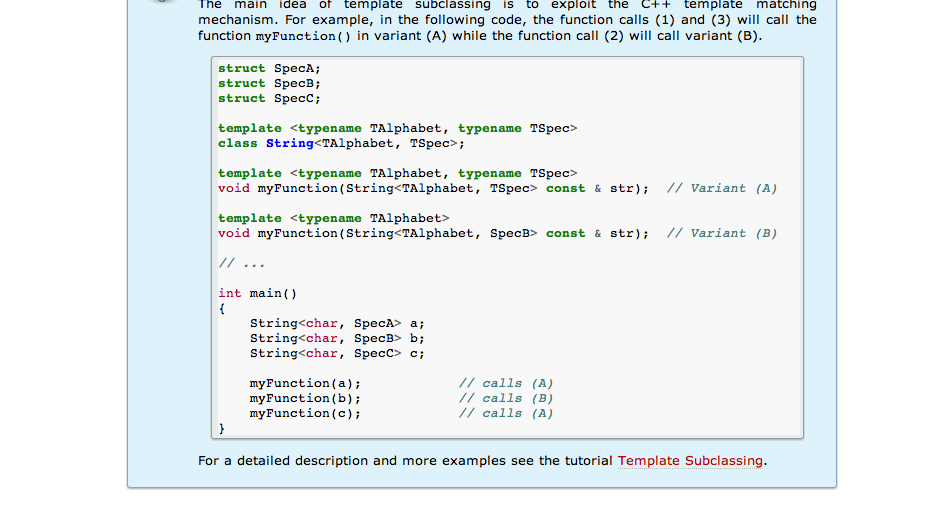 The main idea of template subclassing is to exploit the C++ template matching
mechanism. For example, in the following code, the function calls (1) and (3) will call the
function myFunction() in variant (A) while the function call (2) will call variant (B).
struct SpecA;
struct SpecB;
struct SpecC;
template <typename TAlphabet, typename TSpec>
class String<TAlphabet, TSpec>;
template <typename TAlphabet, typename TSpec>
void myFunction(String<TAlphabet, TSpec> const & str);  // Variant (A)
template <typename TAlphabet>
void myFunction(String<TAlphabet, SpecB> const & str);  // Variant (B)
// ...
int main()
{
    String<char, SpecA> a;
    String<char, SpecB> b;
    String<char, SpecC> c;
    myFunction(a);            // calls (A)
    myFunction(b);            // calls (B)
    myFunction(c);            // calls (A)
}
For a detailed description and more examples see the tutorial Template Subclassing.